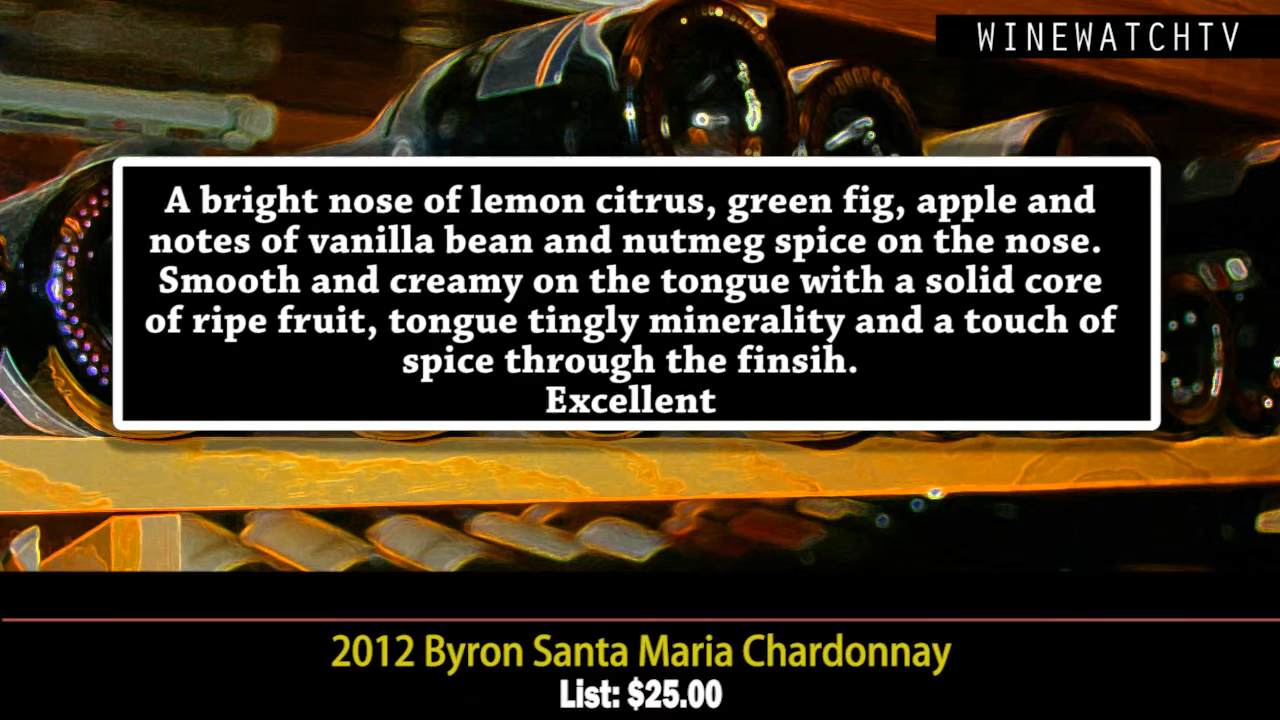 WINEWATCHTV
A bright nose of lemon citrus, green fig, apple and
notes of vanilla bean and nutmeg spice on the nose.
Smooth and creamy on the tongue with a solid core
of ripe fruit, tongue tingly minerality and a touch of
spice through the finsih.
Excellent
2012 Byron Santa Maria Chardonnay
List: $25.00